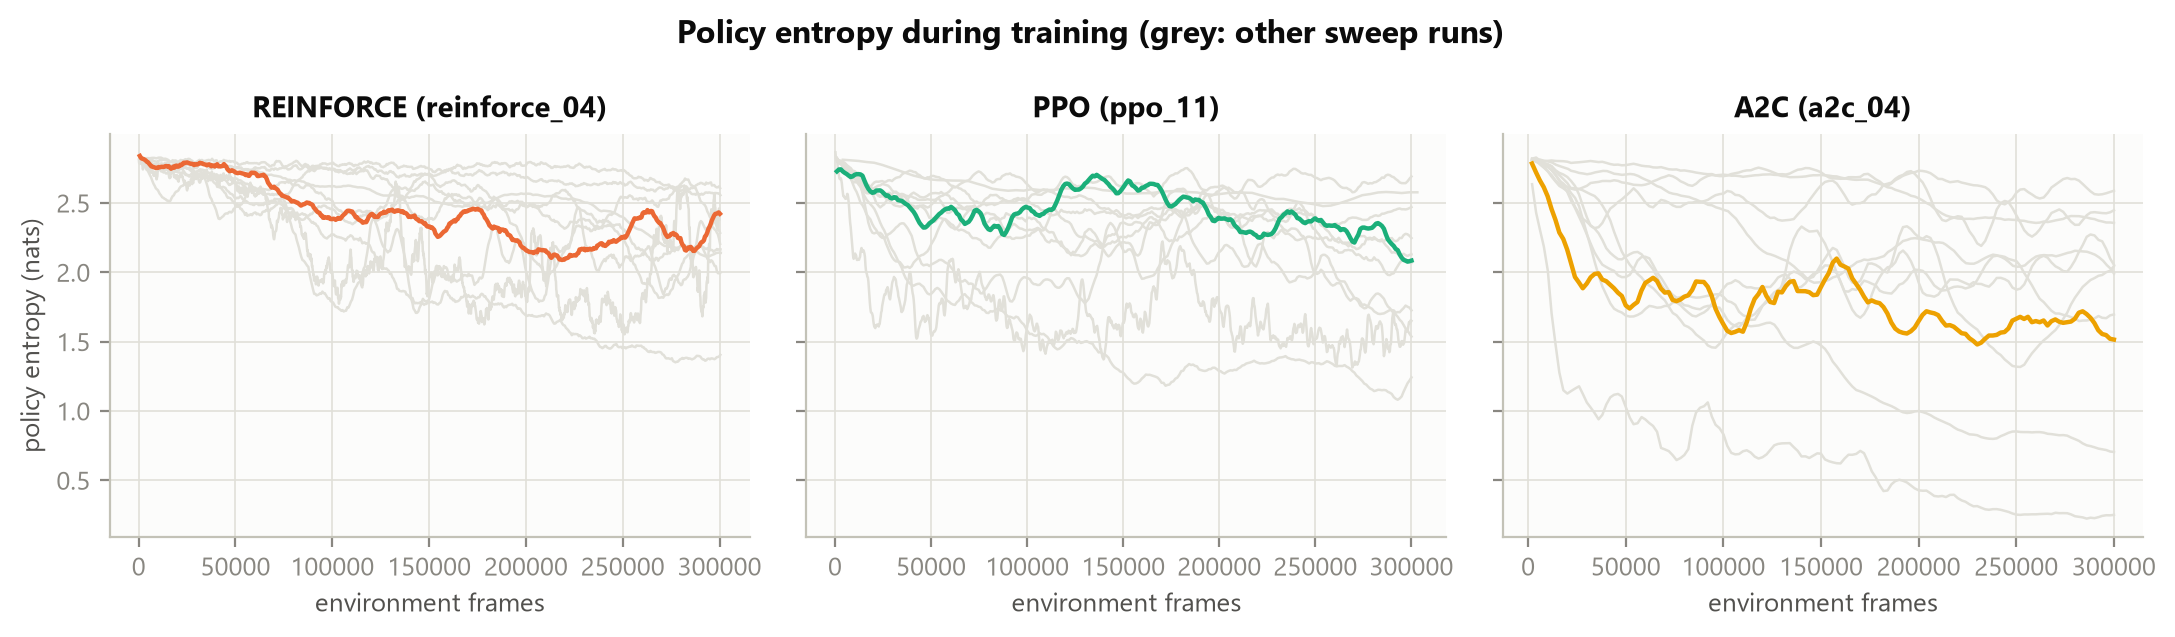 Policy entropy during training (grey: other sweep runs)
REINFORCE (reinforce_04)
PPO (ppo_11)
A2C (a2c_04)
policy entropy (nats)
2.5
2.0
1.5
1.0
0.5
0 50000 100000 150000 200000 250000 300000
0 50000 100000 150000 200000 250000 300000
0 50000 100000 150000 200000 250000 300000
environment frames
environment frames
environment frames